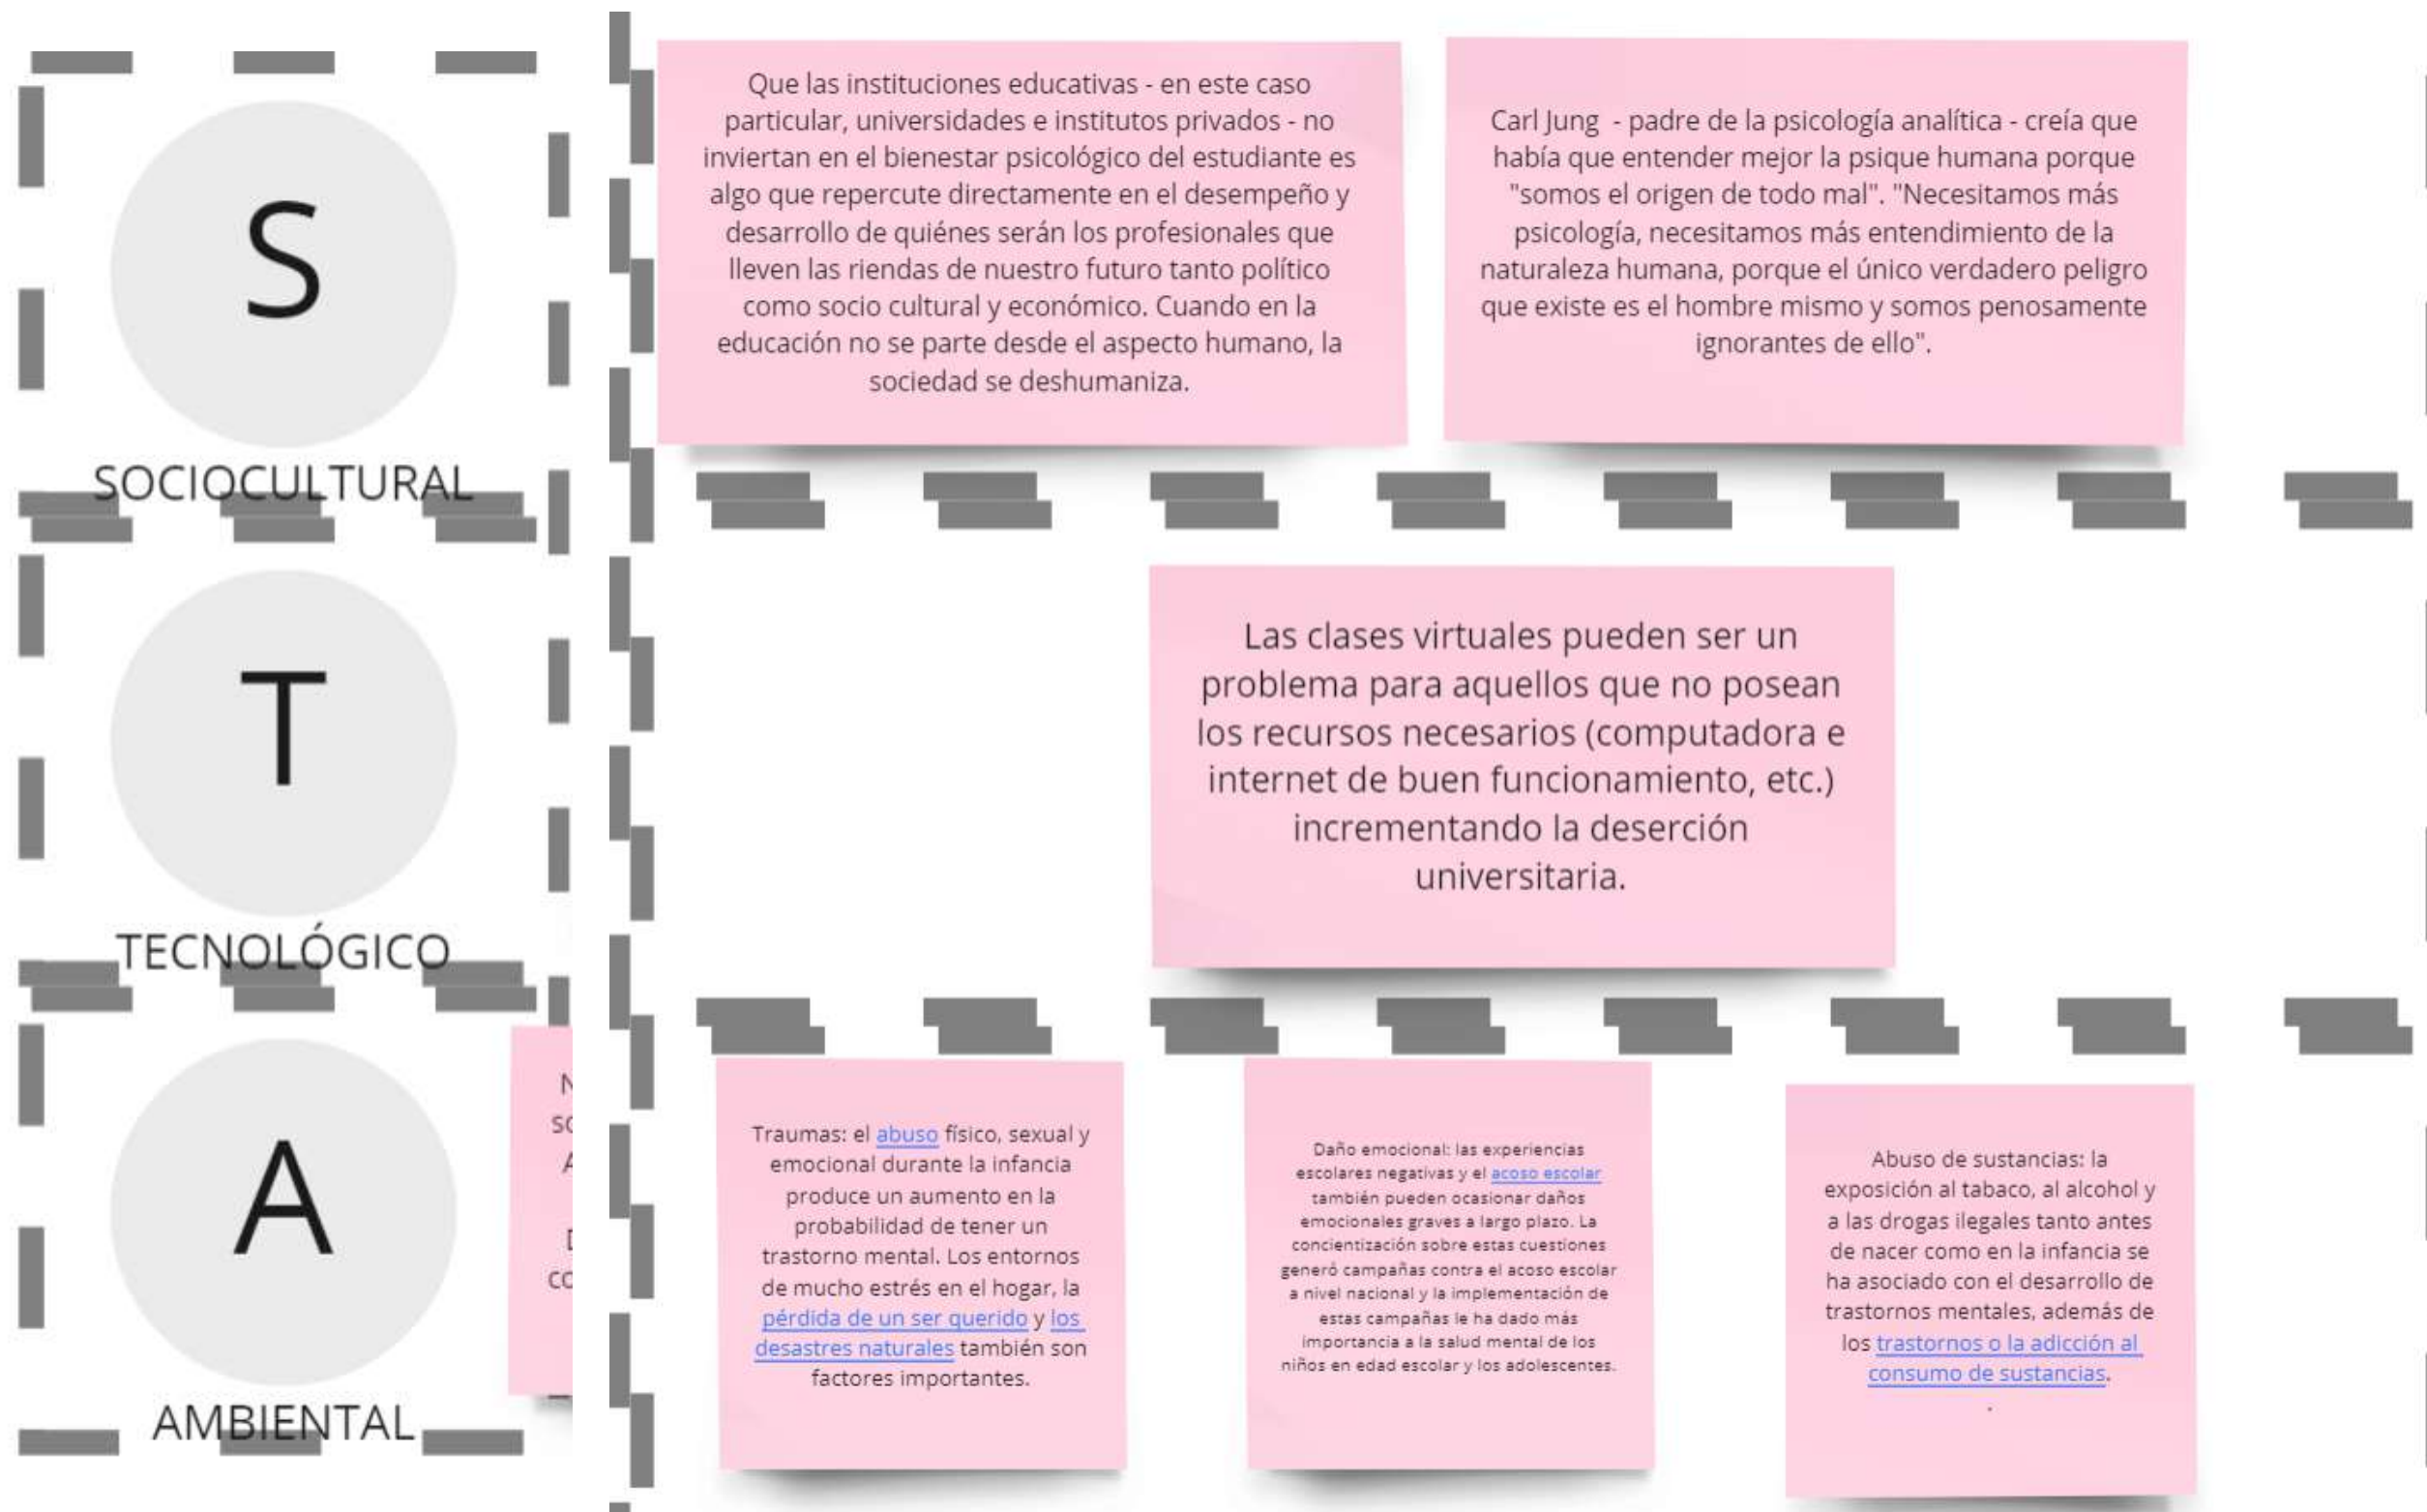 S
SOCIOCULTURAL
Que las instituciones educativas - en este caso
particular, universidades e institutos privados - no
inviertan en el bienestar psicológico del estudiante es
algo que repercute directamente en el desempeño y
desarrollo de quiénes serán los profesionales que
lleven las riendas de nuestro futuro tanto político
como socio cultural y económico. Cuando en la
educación no se parte desde el aspecto humano, la
sociedad se deshumaniza.
Carl Jung - padre de la psicología analítica - creía que
había que entender mejor la psique humana porque
"somos el origen de todo mal". "Necesitamos más
psicología, necesitamos más entendimiento de la
naturaleza humana, porque el único verdadero peligro
que existe es el hombre mismo y somos penosamente
ignorantes de ello".
T
TECNOLÓGICO
Las clases virtuales pueden ser un
problema para aquellos que no posean
los recursos necesarios (computadora e
internet de buen funcionamiento, etc.)
incrementando la deserción
universitaria.
A
AMBIENTAL
Traumas: el abuso físico, sexual y
emocional durante la infancia
produce un aumento en la
probabilidad de tener un
trastorno mental. Los entornos
de mucho estrés en el hogar, la
pérdida de un ser querido y los
desastres naturales también son
factores importantes.
Daño emocional: las experiencias
escolares negativas y el acoso escolar
también pueden ocasionar daños
emocionales graves a largo plazo. La
concientización sobre estas cuestiones
generó campañas contra el acoso escolar
a nivel nacional y la implementación de
estas campañas le ha dado más
importancia a la salud mental de los
niños en edad escolar y los adolescentes.
Abuso de sustancias: la
exposición al tabaco, al alcohol y
a las drogas ilegales tanto antes
de nacer como en la infancia se
ha asociado con el desarrollo de
trastornos mentales, además de
los trastornos o la adicción al
consumo de sustancias.
.